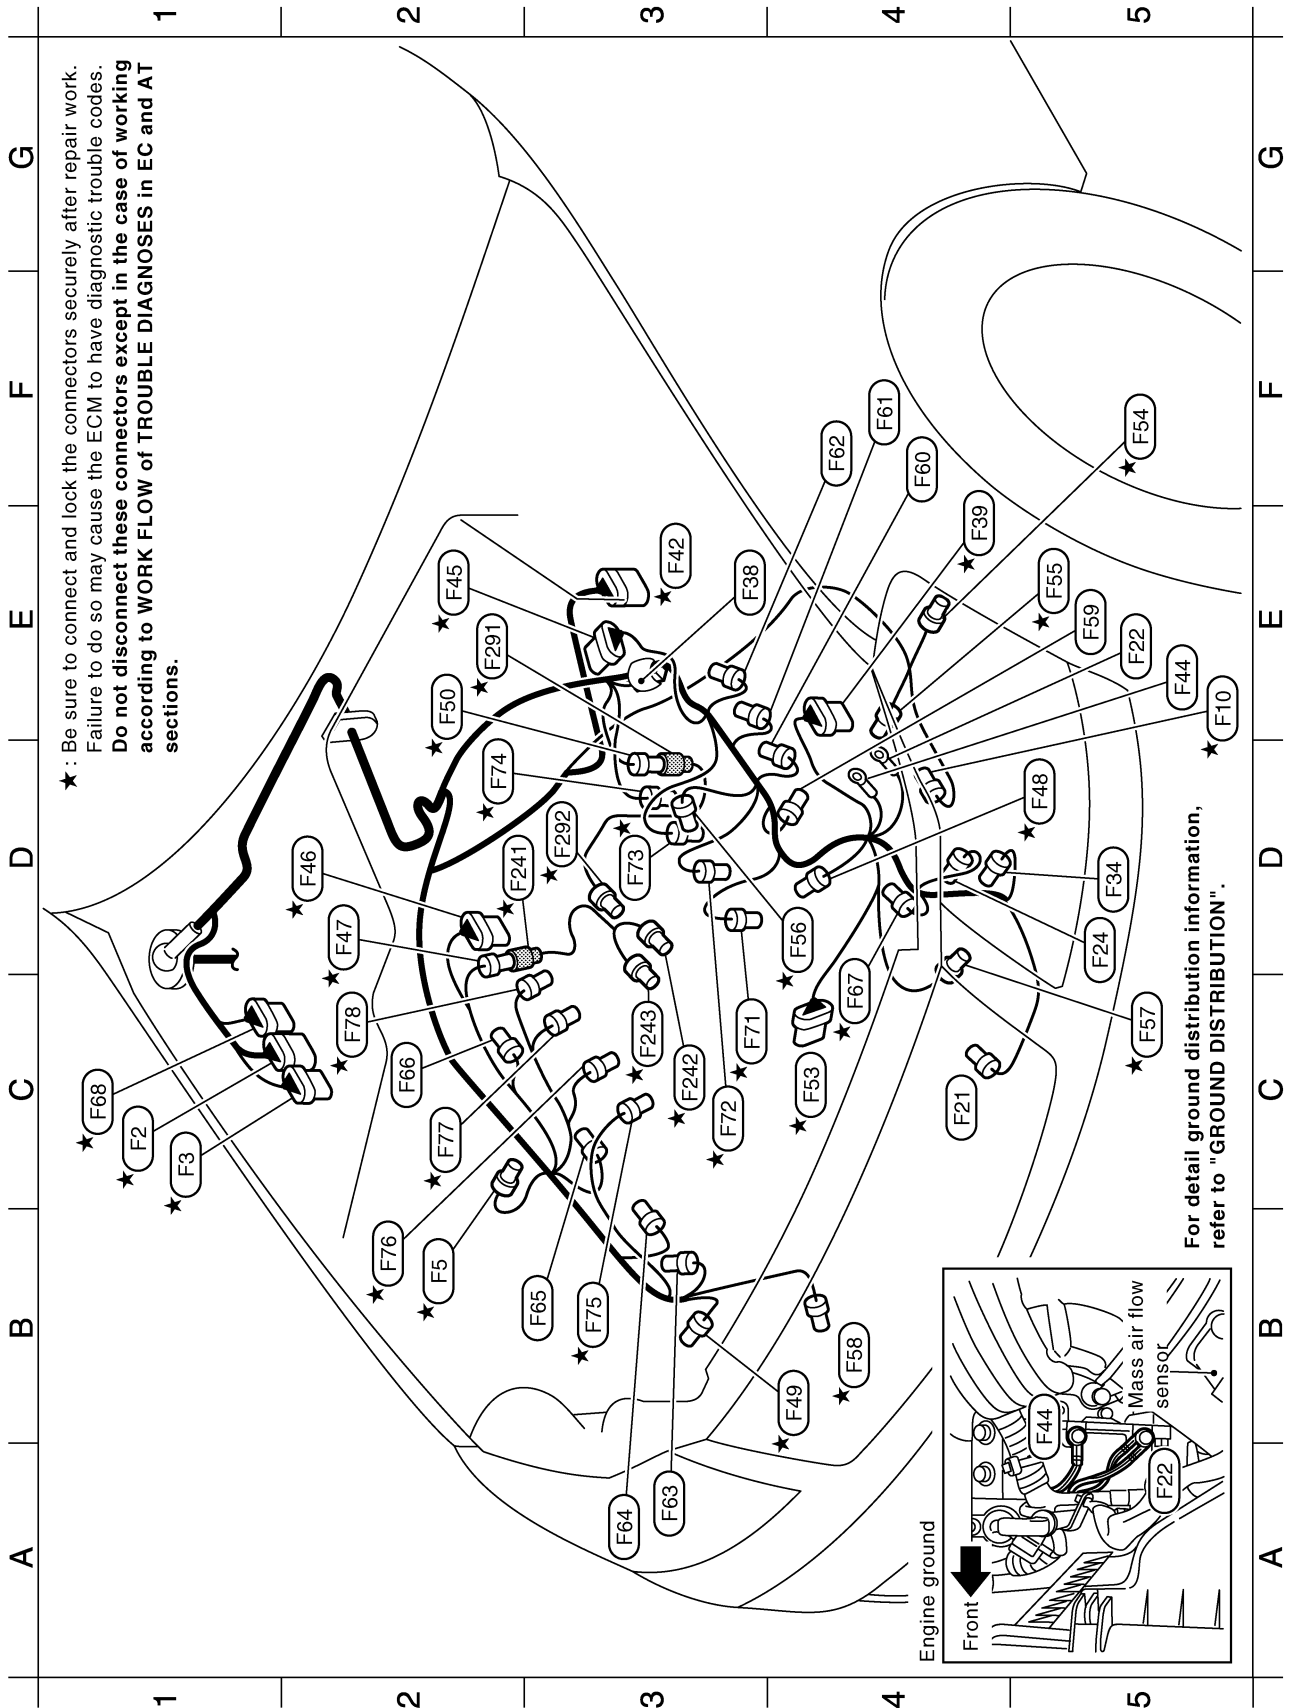 1 2 3 4 5
★: Be sure to connect and lock the connectors securely after repair work.
Failure to do so may cause the ECM to have diagnostic trouble codes.
Do not disconnect these connectors except in the case of working
according to WORK FLOW of TROUBLE DIAGNOSES in EC and AT
sections.
A B C D E F G
★ F68
★ F2
★ F3
★ F46
★ F47
★ F78
F66
★ F77
★ F76
★ F5
F65
★ F75
F64
F63
★ F49
★ F58
★ F45
★ F291
★ F50
★ F74
★ F292
★ F241
★ F73
★ F42
F38
F62
F61
F60
★ F39
★ F54
★ F55
F59
F22
F44
★ F10
★ F48
F34
F24
★ F57
F21
★ F67
★ F56
★ F53
★ F71
★ F72
★ F242
★ F243
For detail ground distribution information,
refer to "GROUND DISTRIBUTION".
Engine ground
Front
F44
F22
Mass air flow
sensor
A B C D E F G
1 2 3 4 5